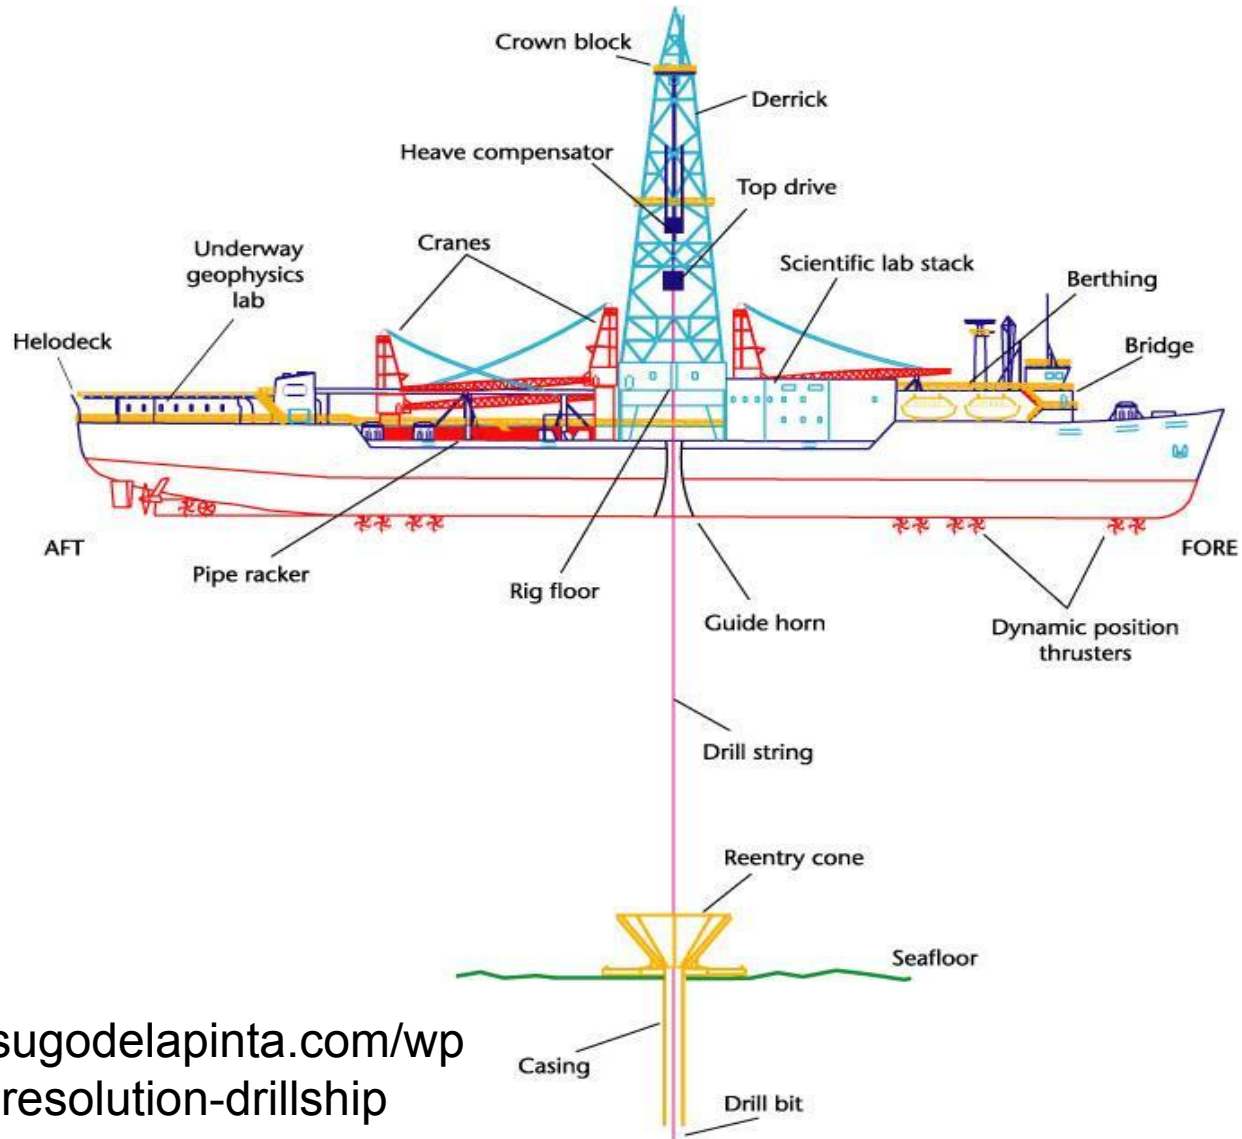 Crown block
Derrick
Heave compensator
Top drive
Cranes
Underway
geophysics
lab
Scientific lab stack
Berthing
Helodeck
Bridge
AFT
FORE
Pipe racker
Rig floor
Guide horn
Dynamic position
thrusters
Drill string
Reentry cone
Seafloor
sugodelapinta.com/wp
resolution-drillship
Casing
Drill bit